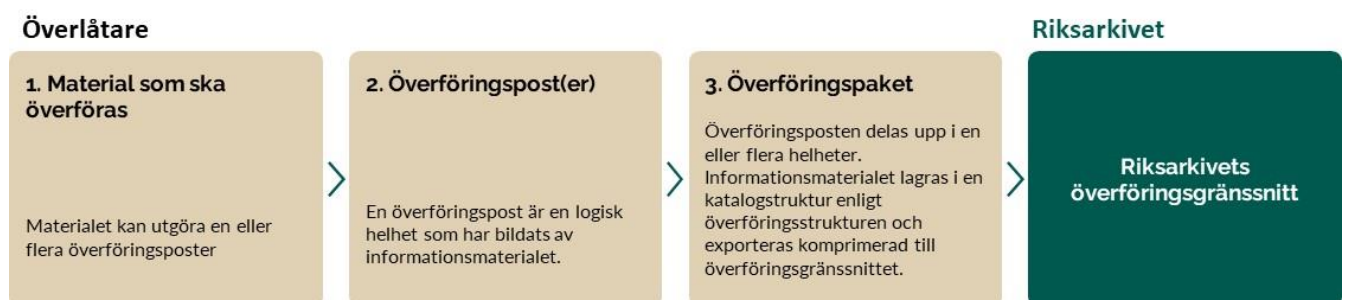 Överlåtare
Riksarkivet
1. Material som ska
överföras
Materialet kan utgöra en eller
flera överföringsposter
2. Överföringspost(er)
En överföringspost är en logisk
helhet som har bildats av
informationsmaterialet.
3. Överföringspaket
Överföringsposten delas upp i en
eller flera helheter.
Informationsmaterialet lagras i en
katalogstruktur enligt
överföringsstrukturen och
exporteras komprimerad till
överföringsgränssnittet.
Riksarkivets
överföringsgränssnitt